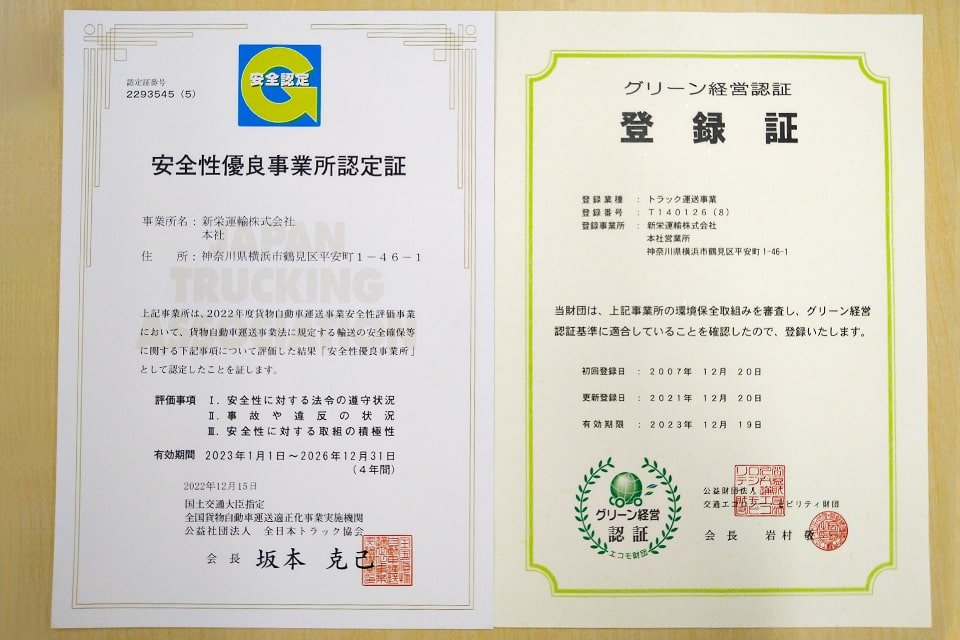 認定証番号
2293545 (5)
安全認定
安全性優良事業所認定証
事業所名：新栄運輸株式会社
本社
住　所：神奈川県横浜市鶴見区平安町１－４６－１
JAPAN
TRUCKING
上記事業所は、2022年度貨物自動車運送事業安全性評価事業
において、貨物自動車運送事業法に規定する輸送の安全確保等
に関する下記事項について評価した結果「安全性優良事業所」
として認定したことを証します。
評価事項　Ⅰ．安全性に対する法令の遵守状況
Ⅱ．事故や違反の状況
Ⅲ．安全性に対する取組の積極性
有効期間　2023年1月1日～2026年12月31日
（４年間）
2022年12月15日
国土交通大臣指定
全国貨物自動車運送適正化事業実施機関
公益社団法人　全日本トラック協会
会　長　坂本　克己
グリーン経営認証
登録証
登録業種　：　トラック運送事業
登録番号　：　T140126（8）
登録事業所　：　新栄運輸株式会社
本社営業所
神奈川県横浜市鶴見区平安町1-46-1
当財団は、上記事業所の環境保全取組みを審査し、グリーン経営
認証基準に適合していることを確認したので、登録いたします。
初回登録日　：　2007年　12月　20日
更新登録日　：　2021年　12月　20日
有効期限　：　2023年　12月　19日
グリーン経営
認証
エコモ財団
公益財団法人
交通エコロジー・モビリティ財団
会　長　岩村　敬